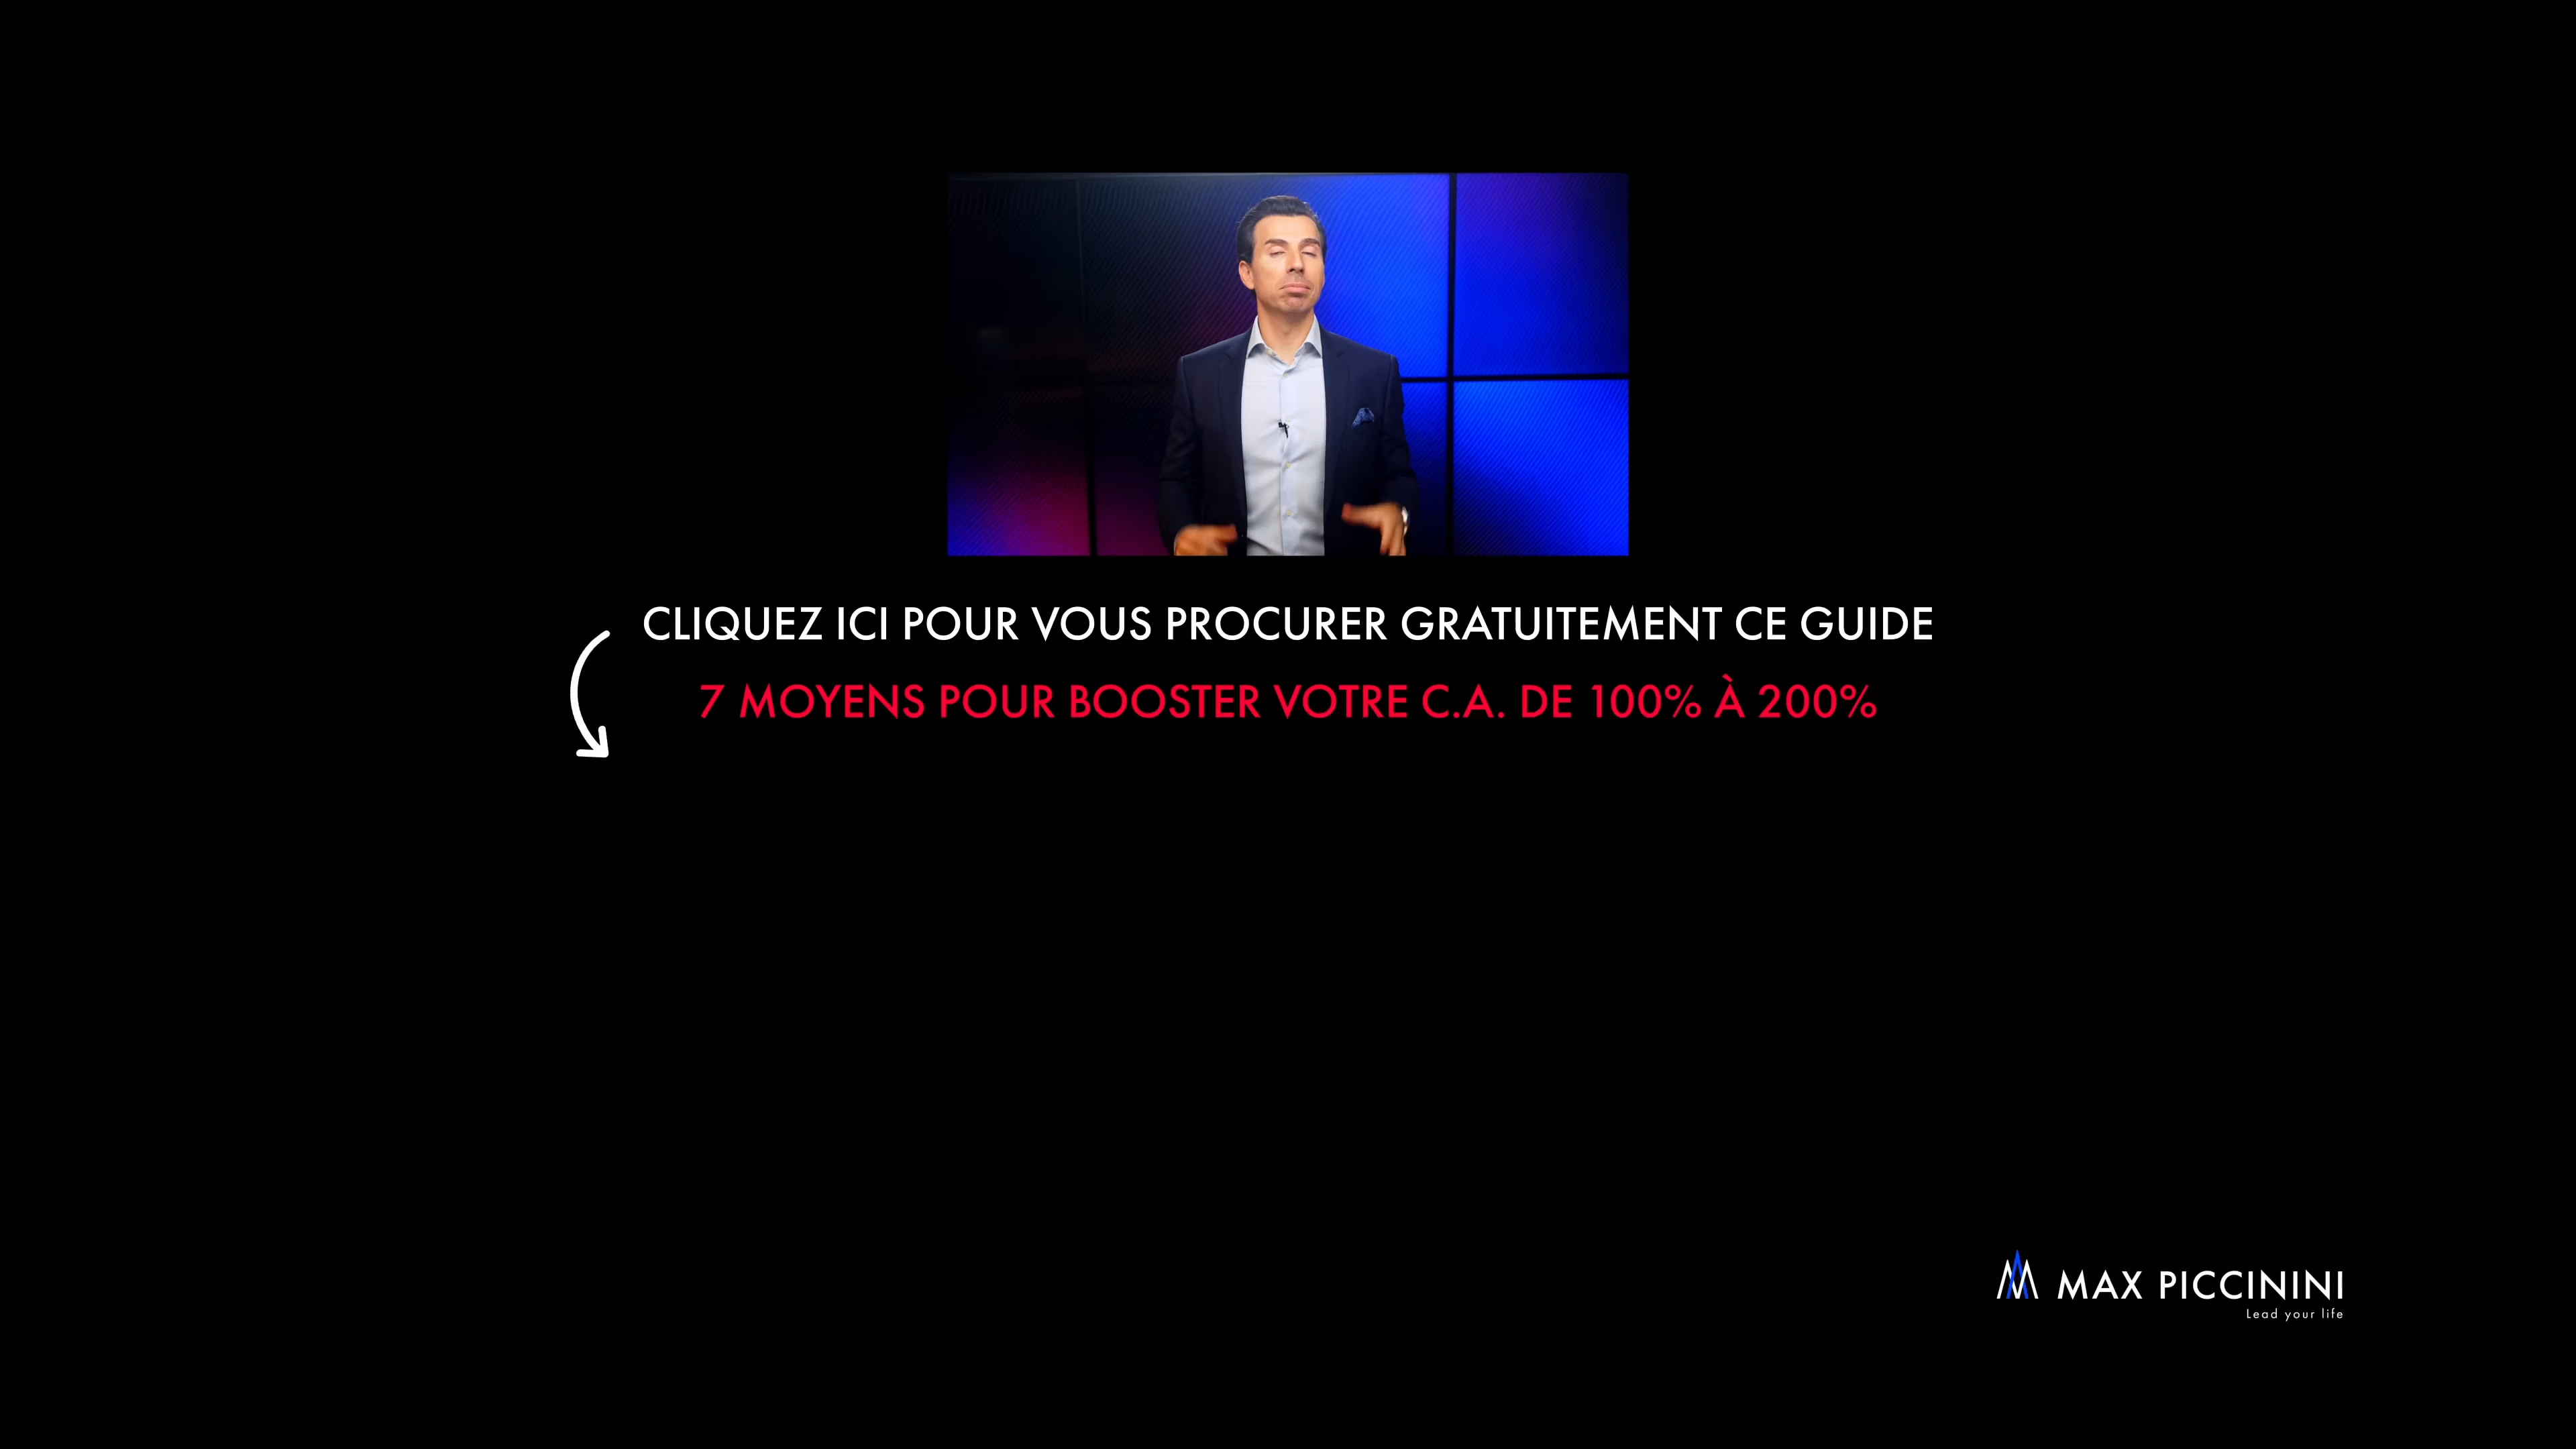 CLIQUEZ ICI POUR VOUS PROCURER GRATUITEMENT CE GUIDE
7 MOYENS POUR BOOSTER VOTRE C.A. DE 100% À 200%
MAX PICCININI
Lead your life